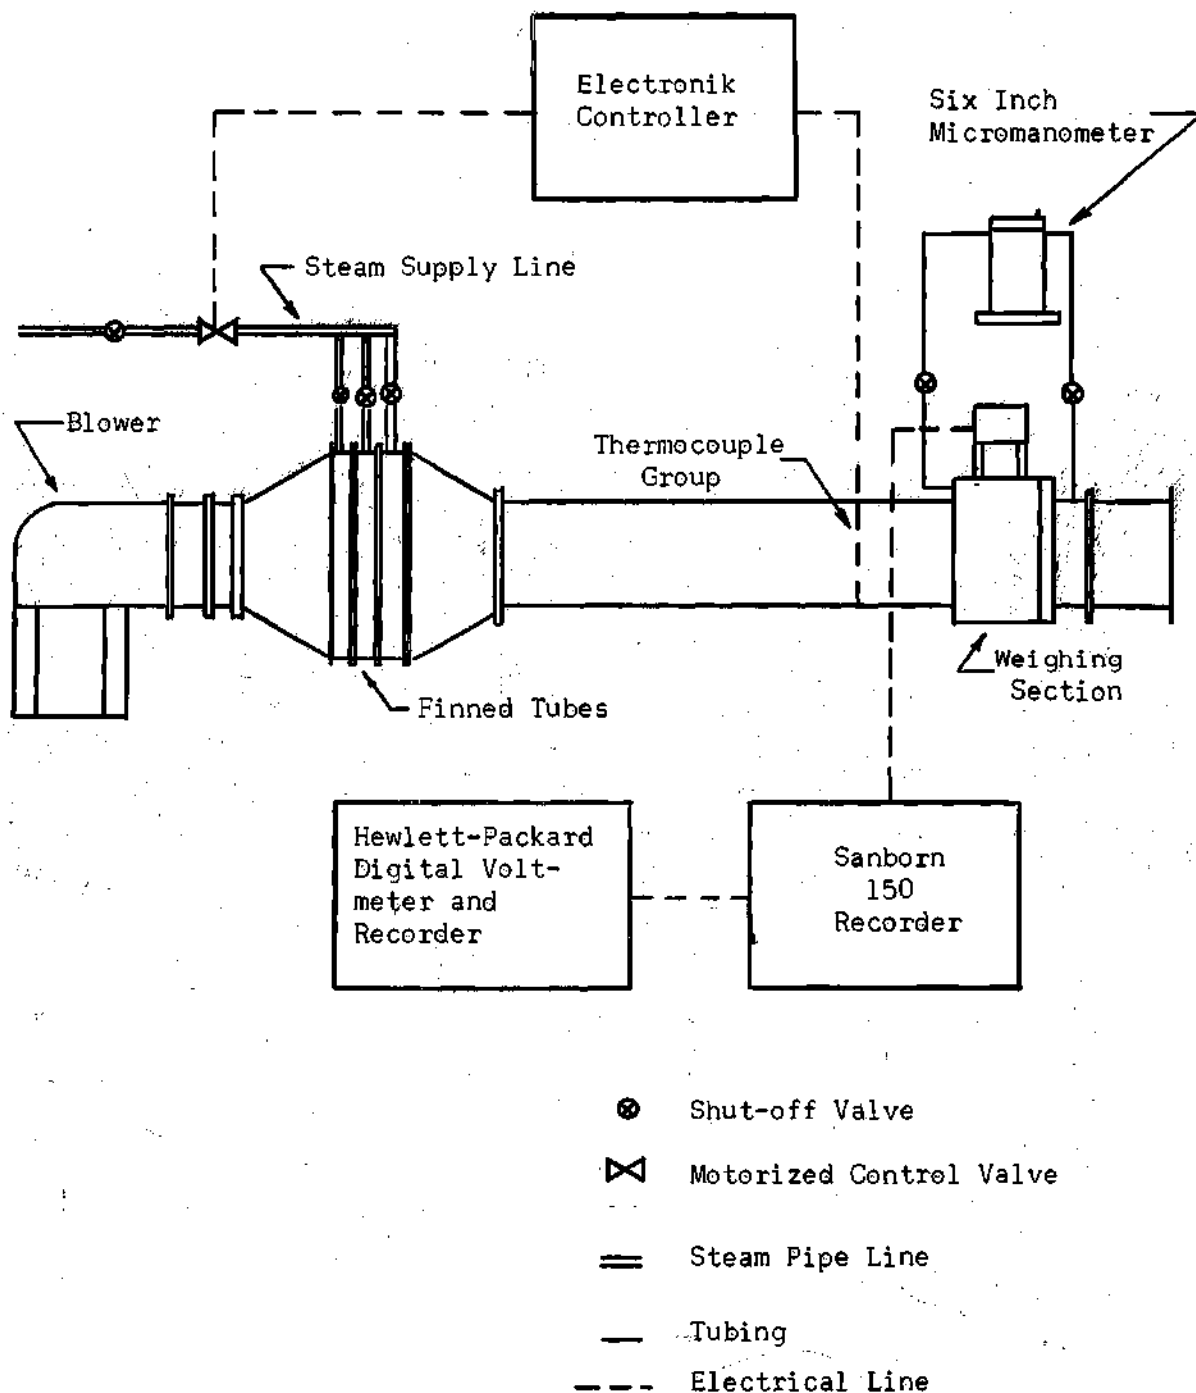 Electronik
Controller
Six Inch
Micromanometer
Steam Supply Line
Blower
Thermocouple
Group
Weighing
Section
Finned Tubes
Hewlett-Packard
Digital Volt-
meter and
Recorder
Sanborn
150
Recorder
Shut-off Valve
Motorized Control Valve
Steam Pipe Line
Tubing
Electrical Line